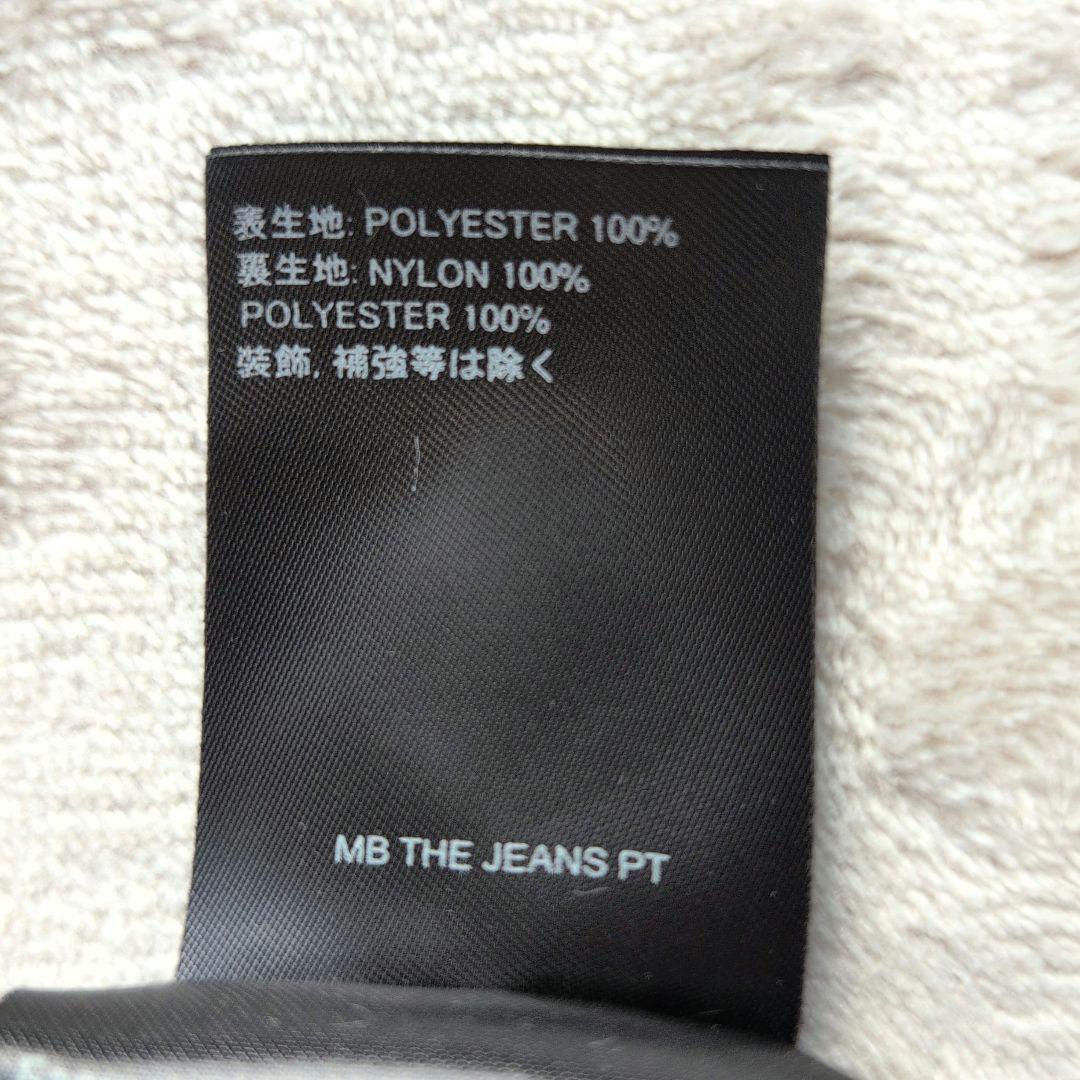 表生地: POLYESTER 100%
裏生地: NYLON 100%
POLYESTER 100%
装飾, 補強等は除く
MB THE JEANS PT